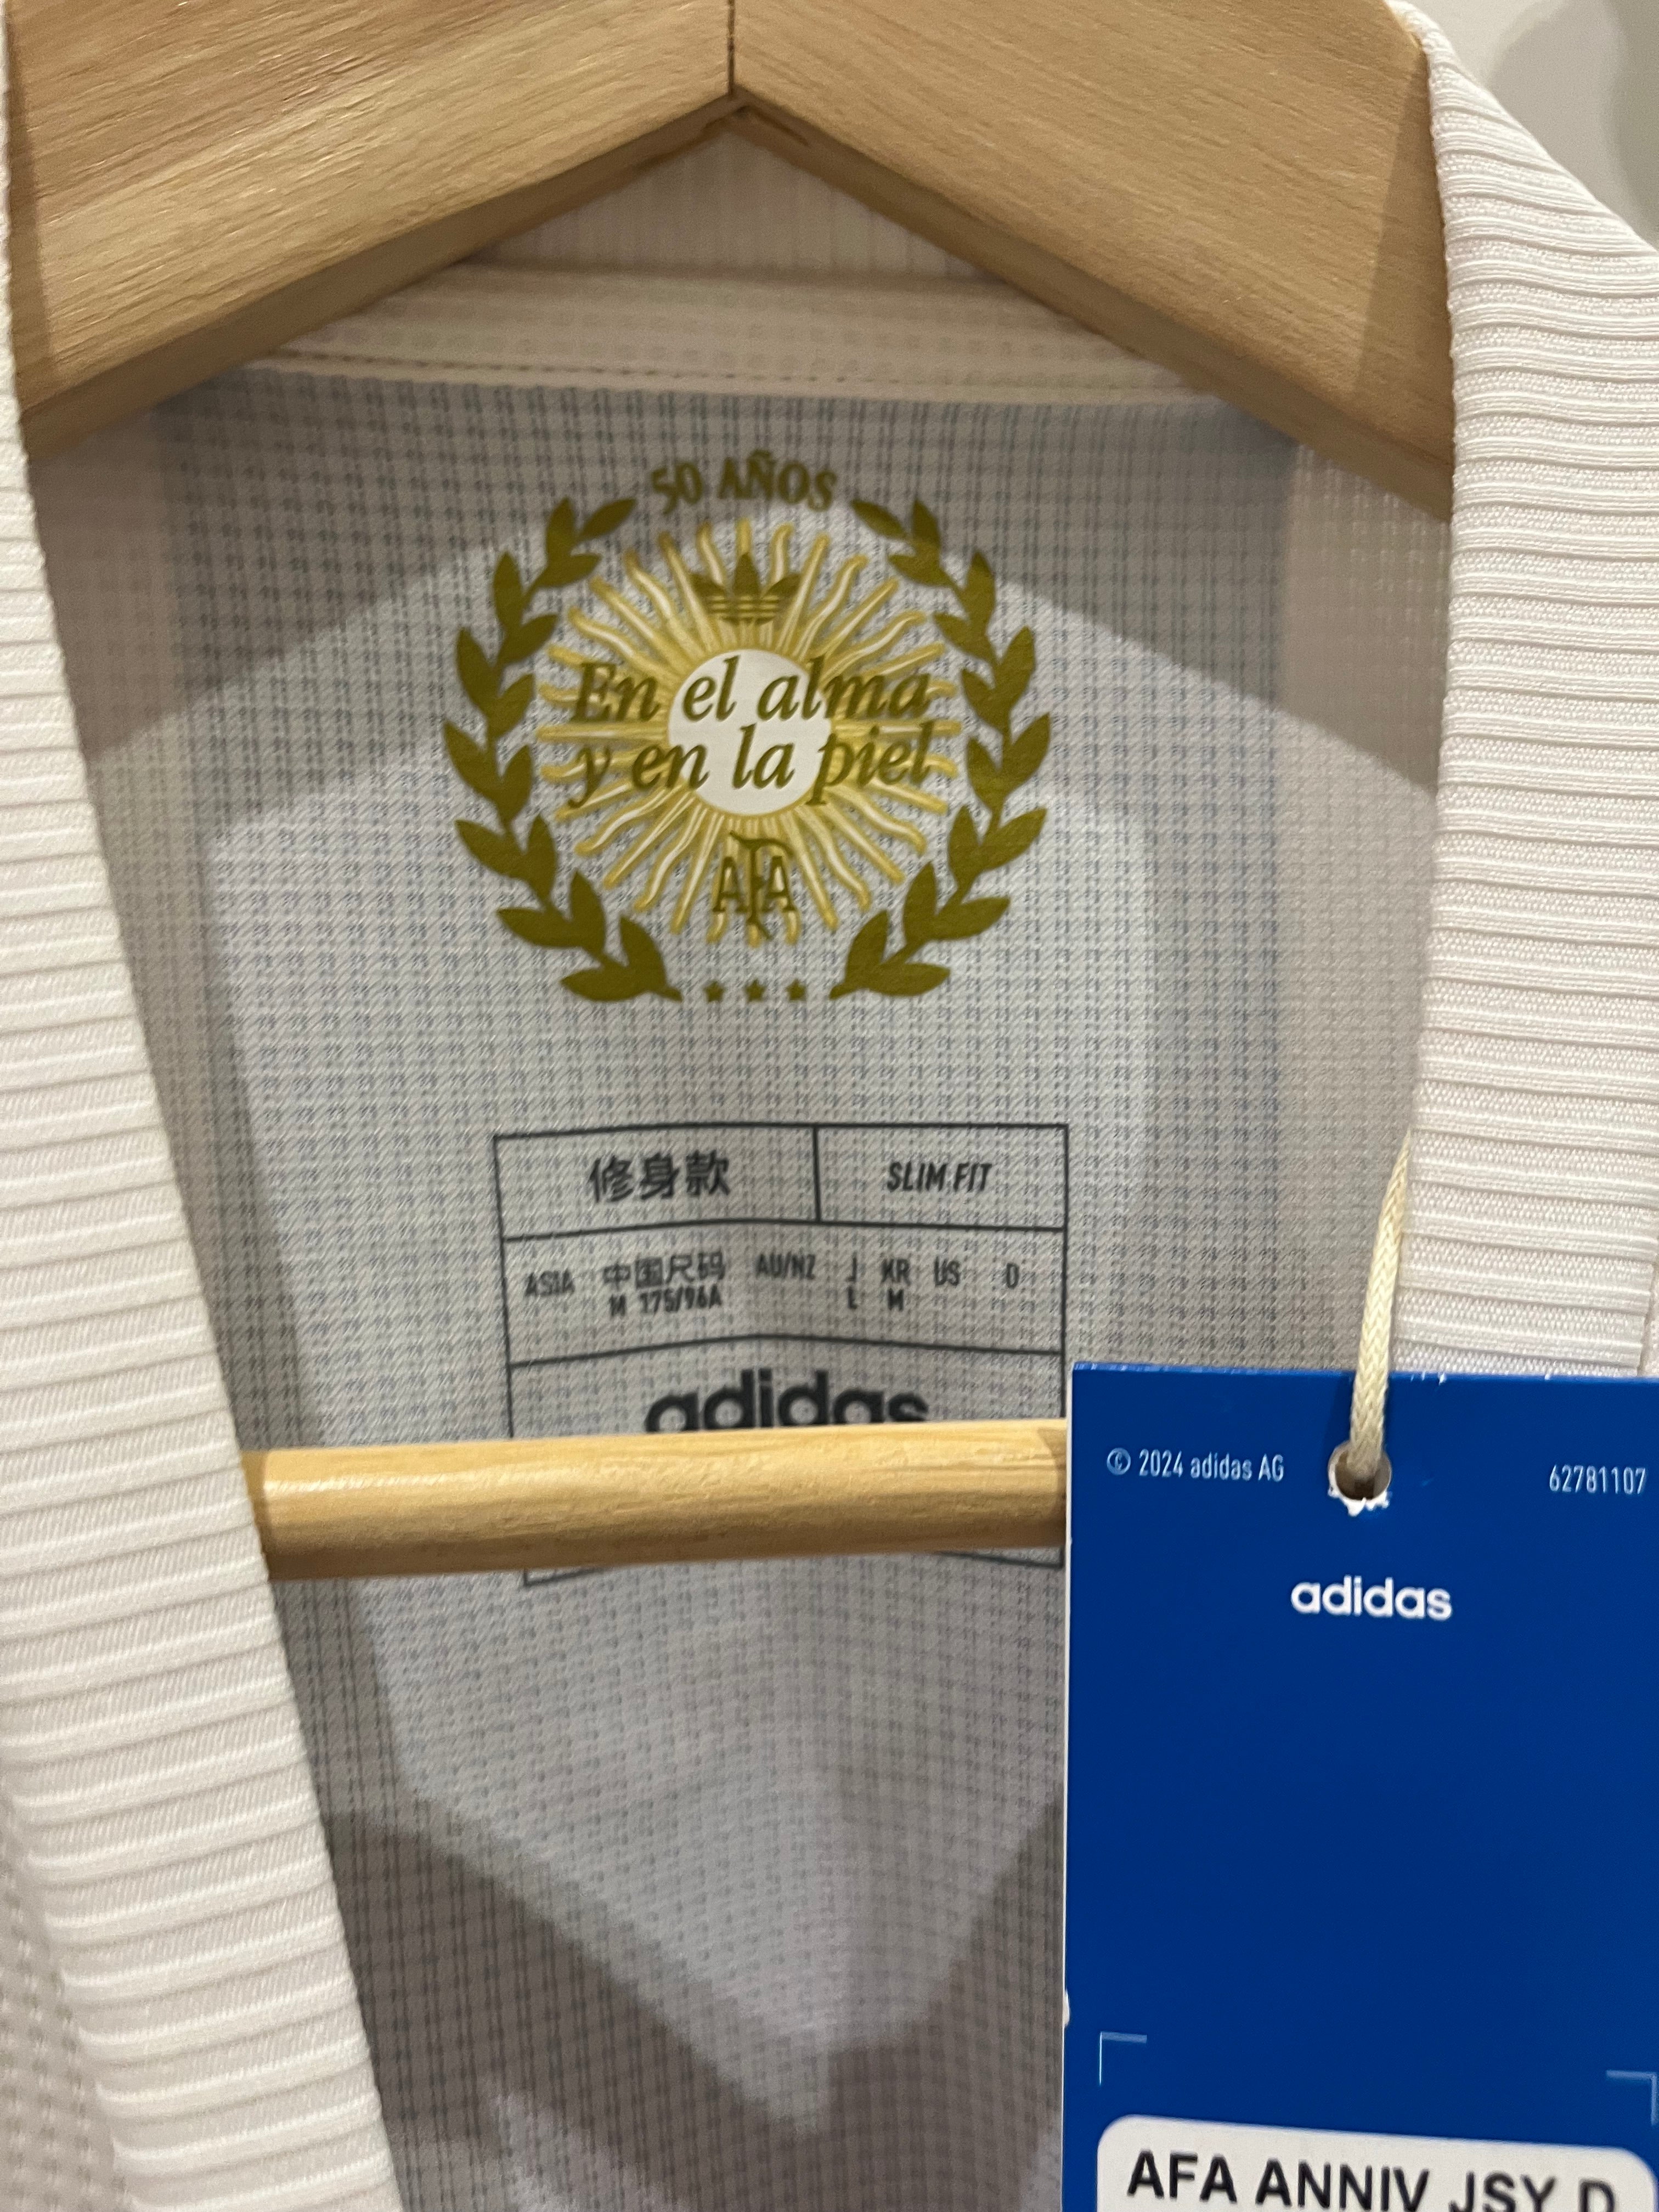 50 AÑOS
En el alma
y en la piel
AFA
修身款 SLIM FIT
ASIA 中国尺码 AU/NZ J KR US D
M 175/96A L M
adidas
© 2024 adidas AG 62781107
adidas
AFA ANNIV JSY D